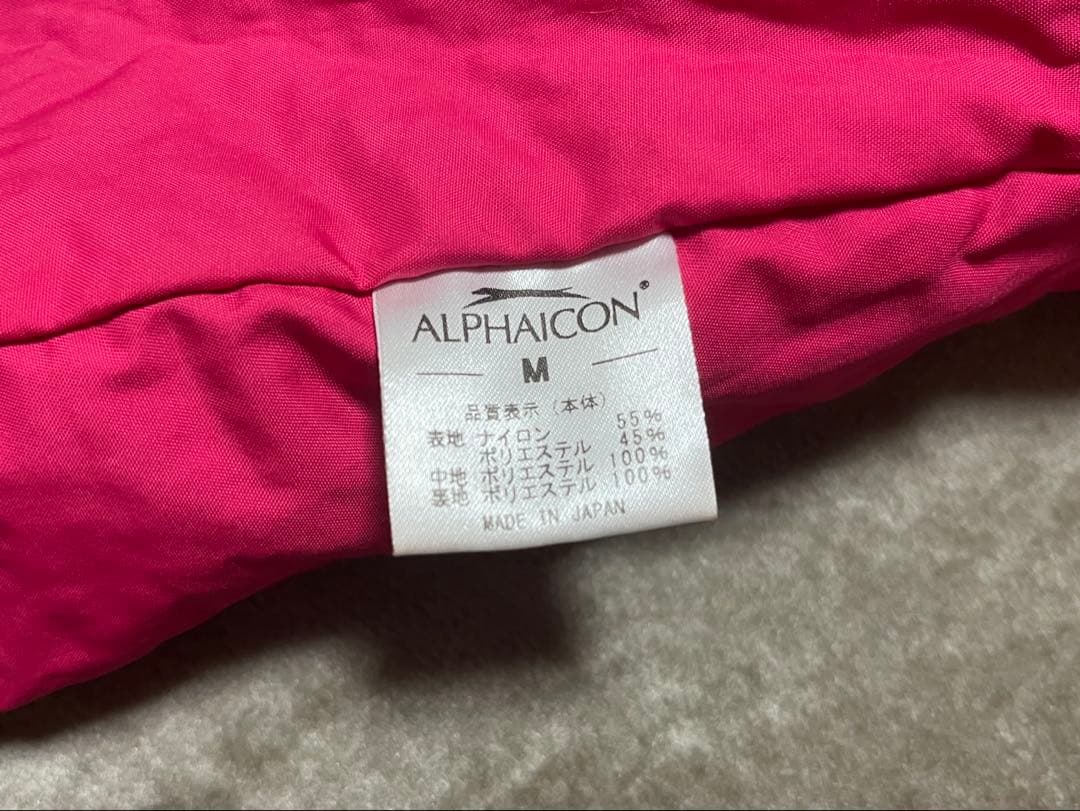 ALPHAICON®
M
品質表示（本体）
表地 ナイロン 55%
ポリエステル 45%
中地 ポリエステル 100%
裏地 ポリエステル 100%
MADE IN JAPAN